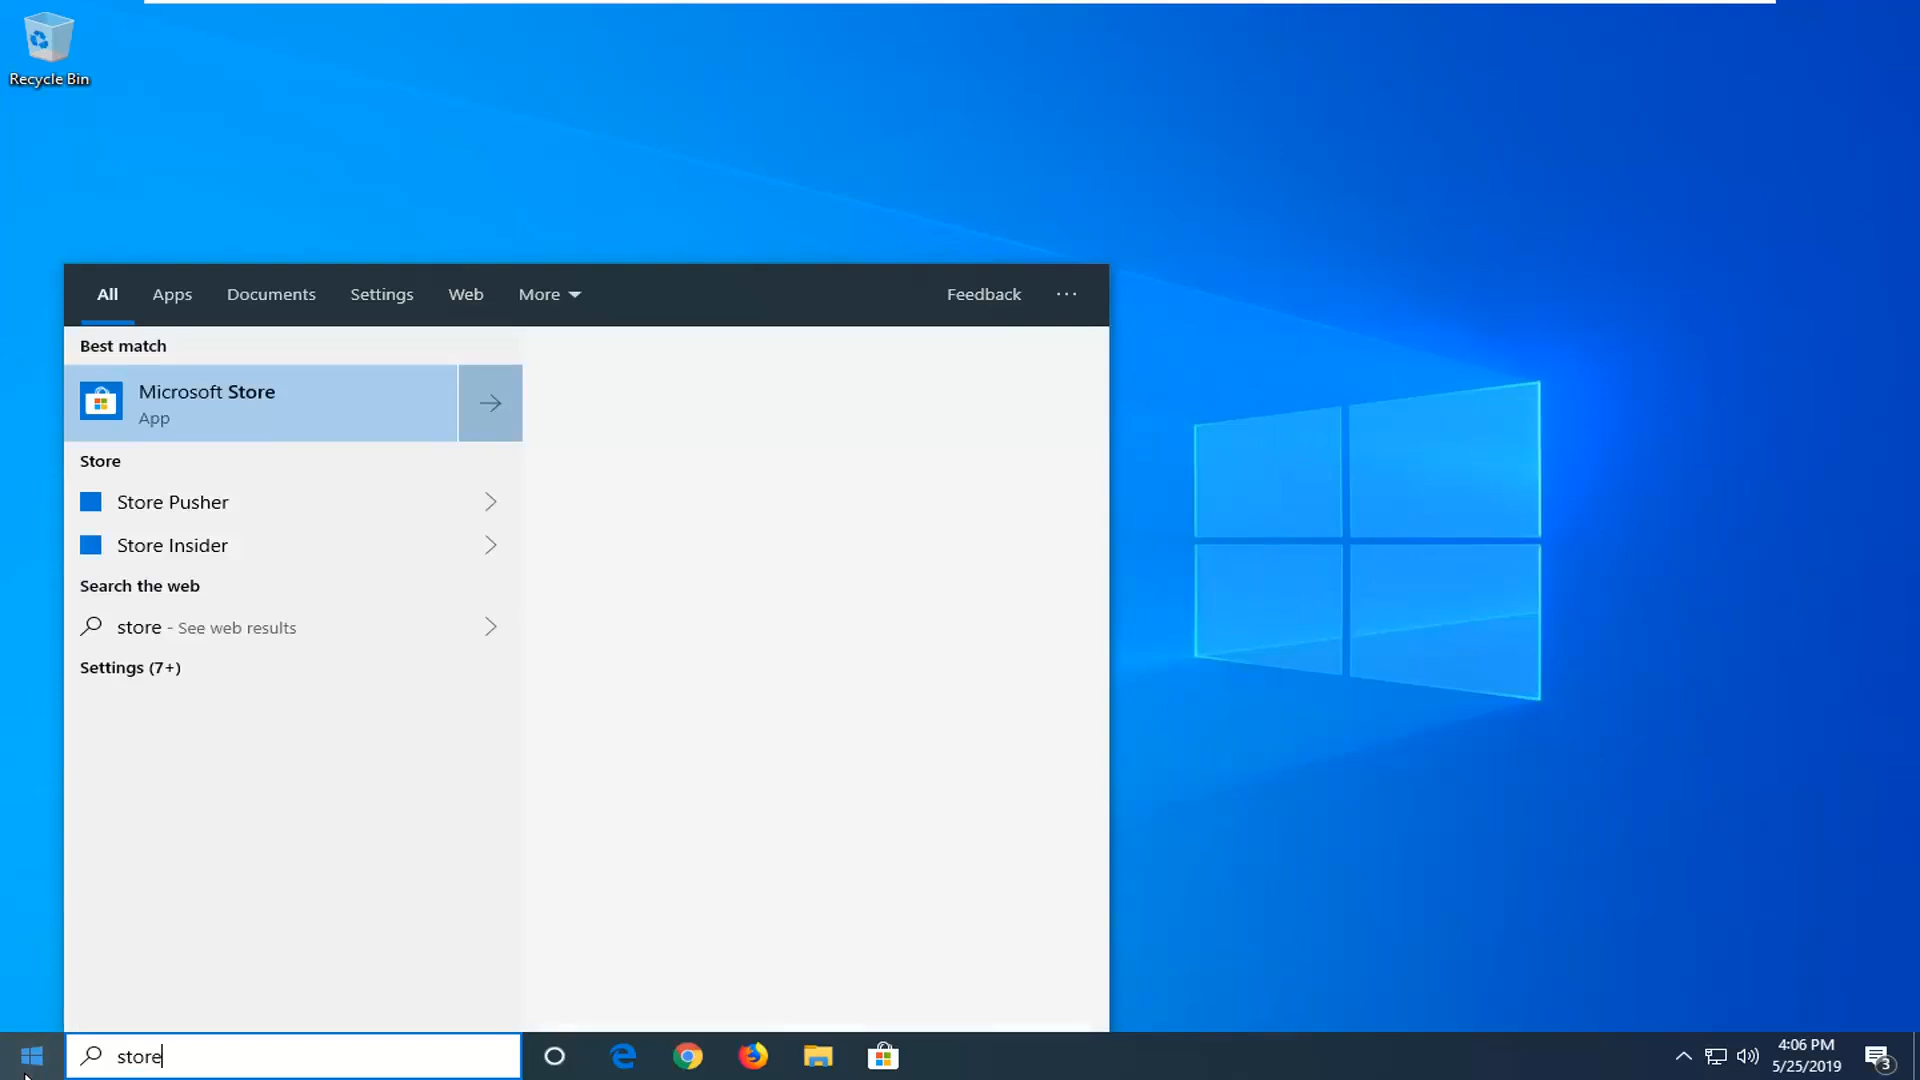 Recycle Bin
All Apps Documents Settings Web More Feedback ...
Best match
Microsoft Store
App
Store
Store Pusher
Store Insider
Search the web
store - See web results
Settings (7+)
store
4:06 PM
5/25/2019
3